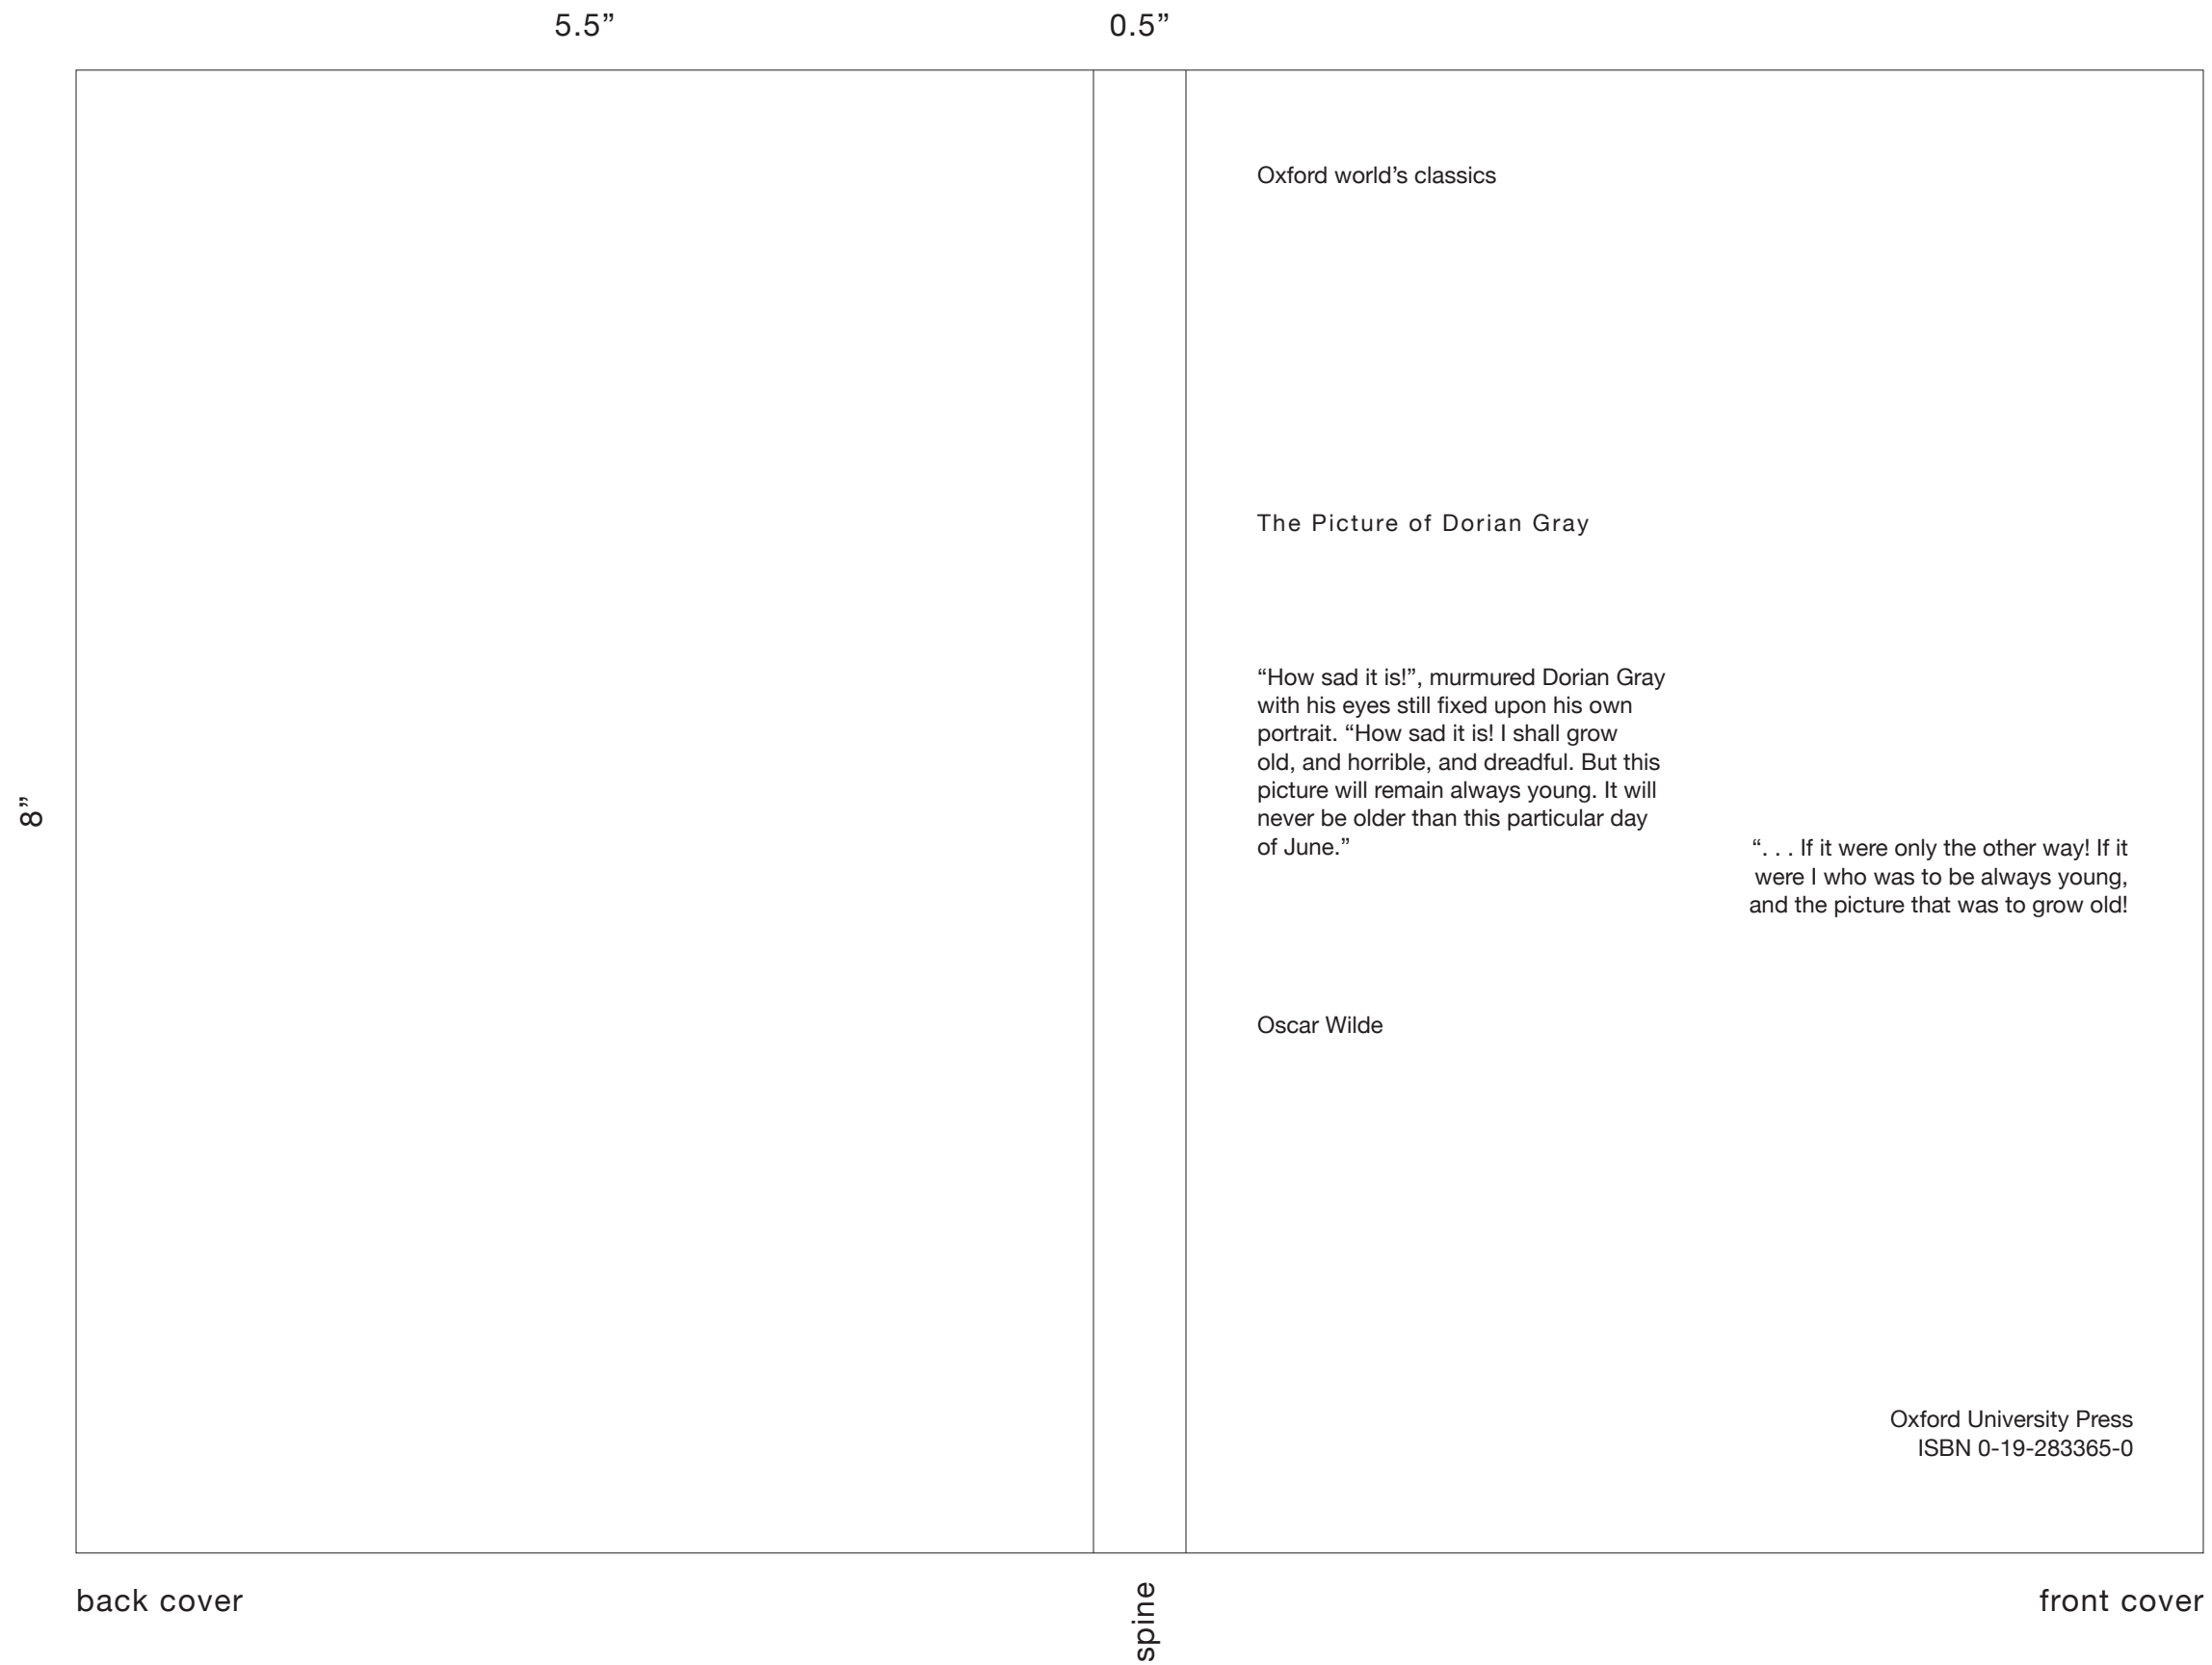 5.5”
0.5”
8”
Oxford world’s classics
The Picture of Dorian Gray
“How sad it is!”, murmured Dorian Gray
with his eyes still fixed upon his own
portrait. “How sad it is! I shall grow
old, and horrible, and dreadful. But this
picture will remain always young. It will
never be older than this particular day
of June.”
“. . . If it were only the other way! If it
were I who was to be always young,
and the picture that was to grow old!
Oscar Wilde
Oxford University Press
ISBN 0-19-283365-0
back cover
spine
front cover